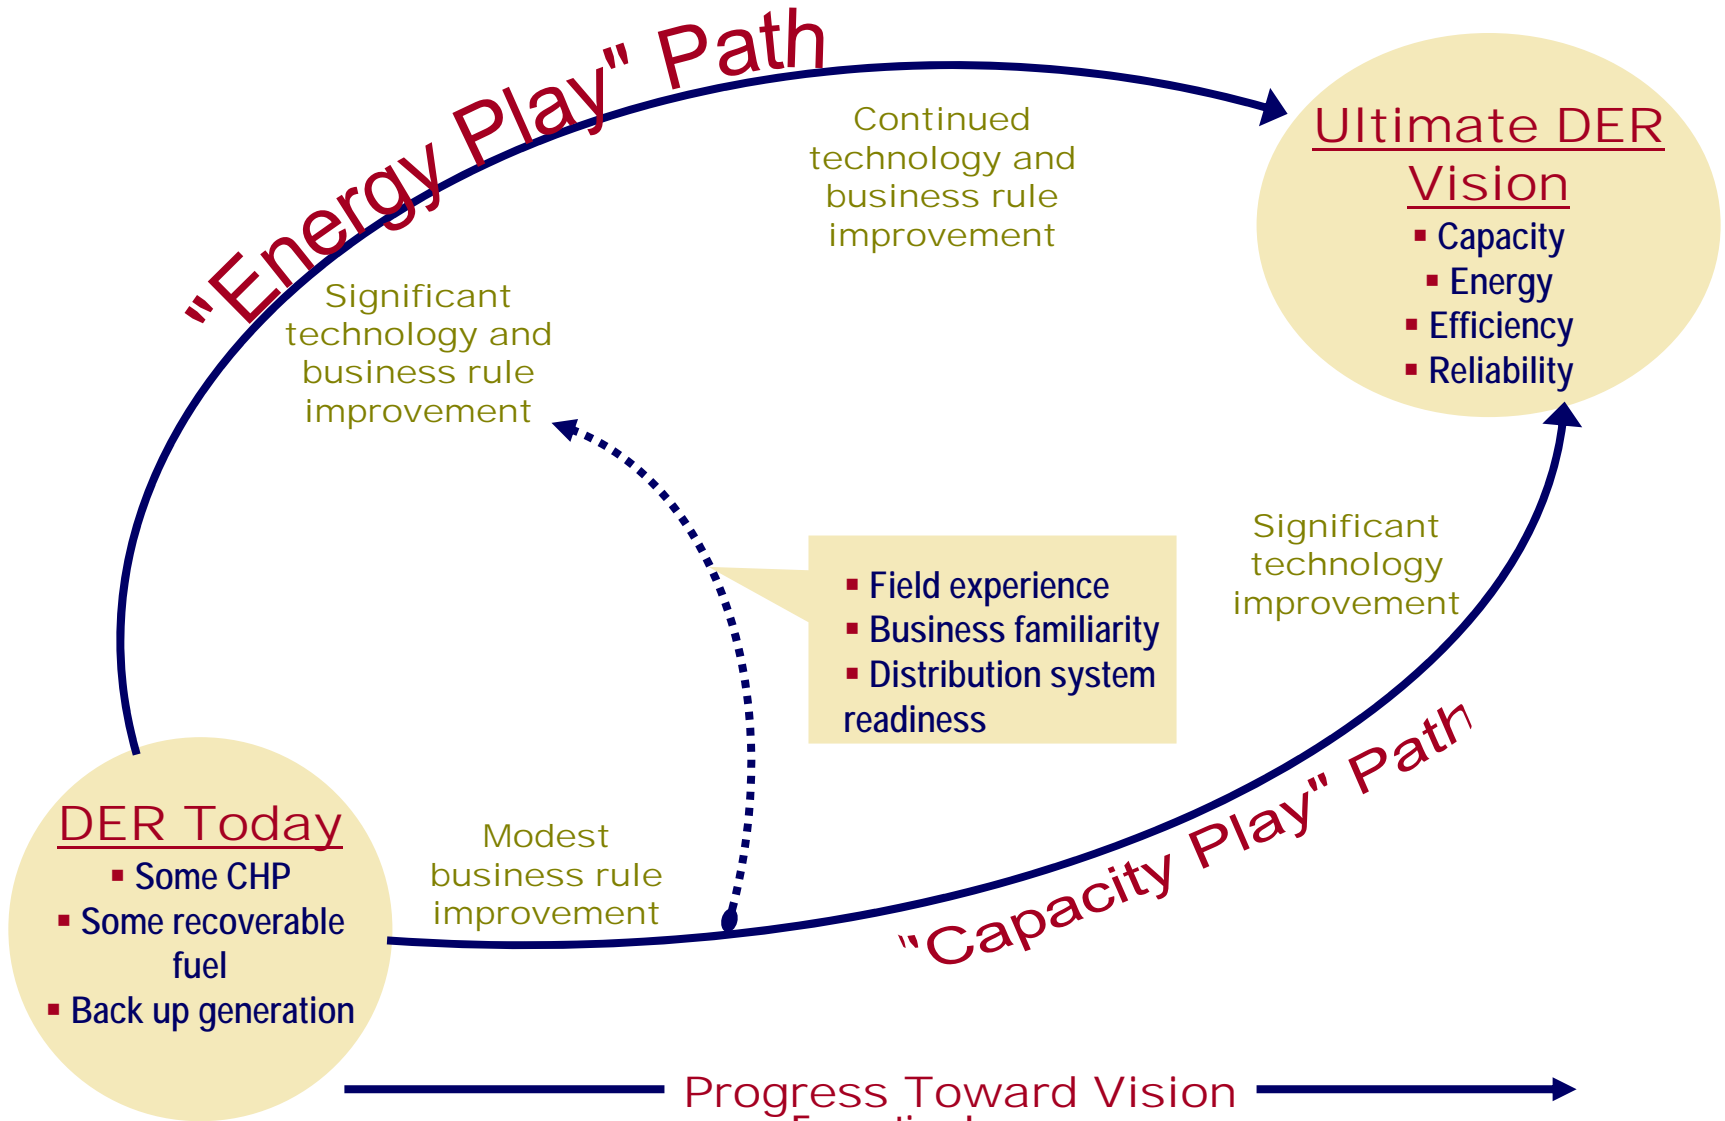 "Energy Play" Path
Continued
technology and
business rule
improvement
Ultimate DER
Vision
▪ Capacity
▪ Energy
▪ Efficiency
▪ Reliability
Significant
technology and
business rule
improvement
▪ Field experience
▪ Business familiarity
▪ Distribution system
readiness
Significant
technology
improvement
"Capacity Play" Path
DER Today
▪ Some CHP
▪ Some recoverable
fuel
▪ Back up generation
Modest
business rule
improvement
Progress Toward Vision